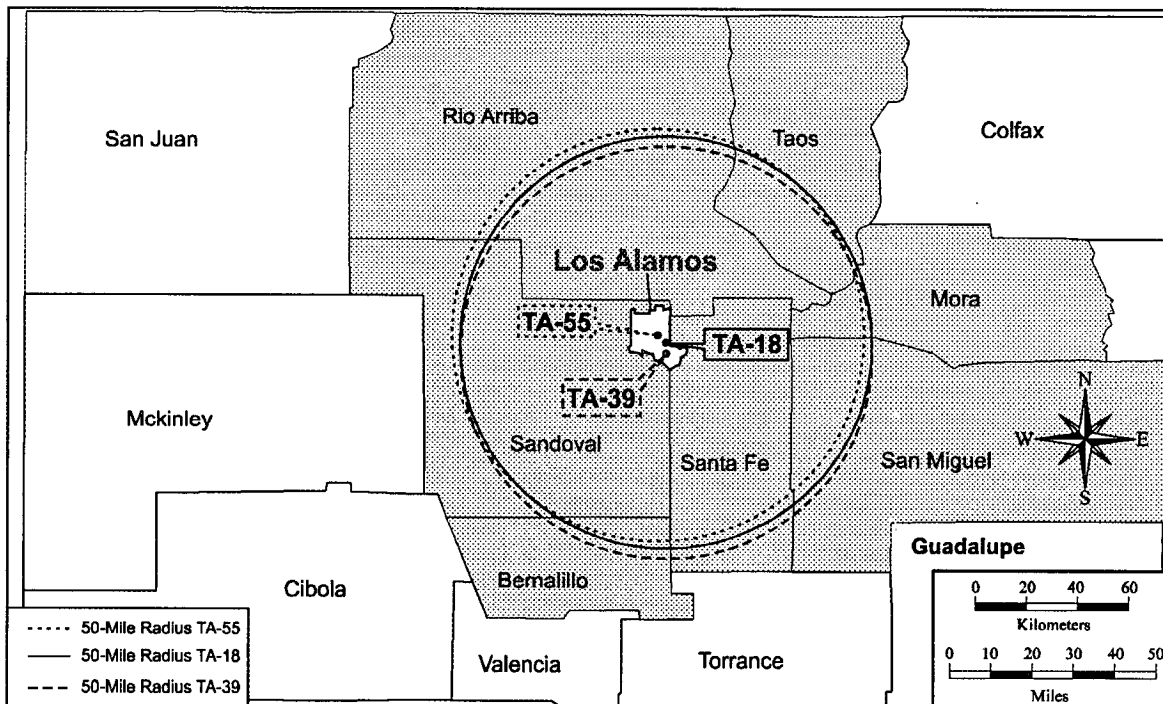 San Juan
Rio Arriba
Taos
Colfax
Los Alamos
Mora
TA-55
TA-18
TA-39
Mckinley
Sandoval
Santa Fe
San Miguel
N
W E
S
Guadalupe
Cibola
Bernalillo
Valencia
Torrance
50-Mile Radius TA-55
50-Mile Radius TA-18
50-Mile Radius TA-39
0 20 40 60
Kilometers
0 10 20 30 40 50
Miles